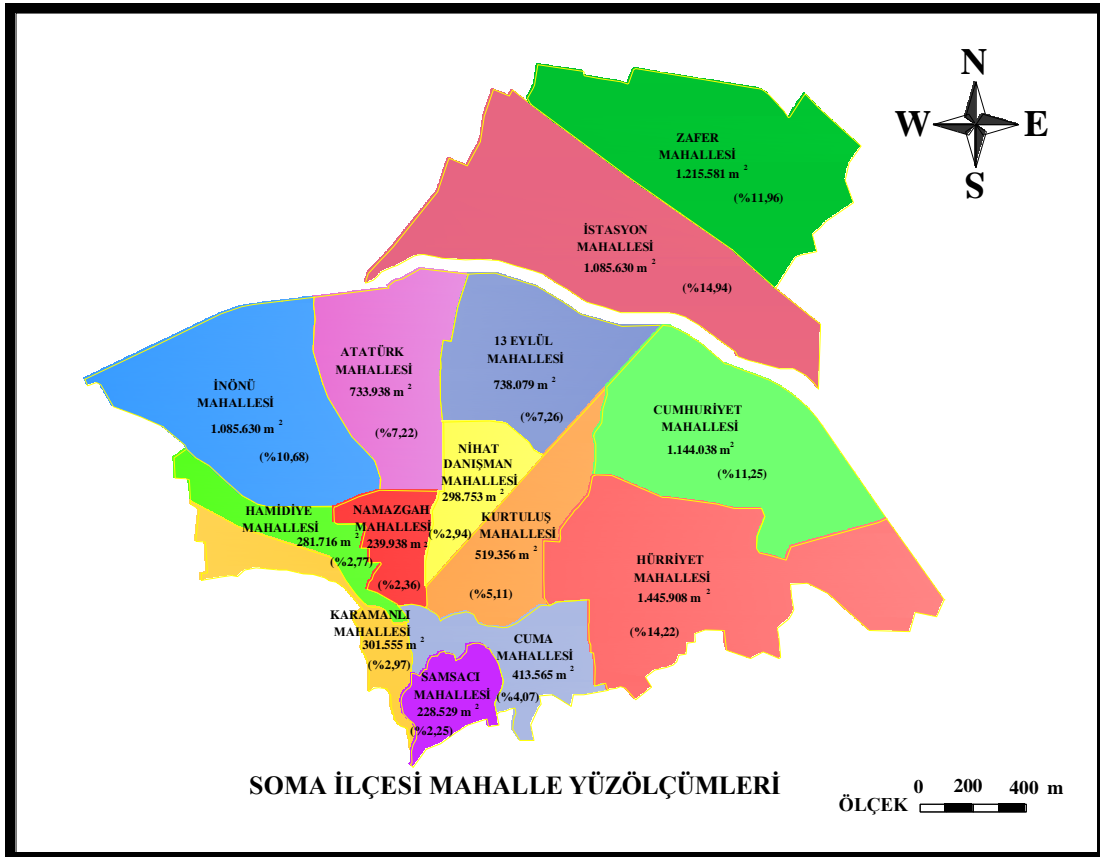 N
W E
S
ZAFER
MAHALLESİ
1.215.581 m 2
(%11,96)
İSTASYON
MAHALLESİ
1.085.630 m 2
(%14,94)
13 EYLÜL
MAHALLESİ
738.079 m 2
(%7,26)
ATATÜRK
MAHALLESİ
733.938 m 2
(%7,22)
İNÖNÜ
MAHALLESİ
1.085.630 m 2
(%10,68)
CUMHURİYET
MAHALLESİ
1.144.038 m 2
(%11,25)
NİHAT
DANIŞMAN
MAHALLESİ
298.753 m 2
(%2,94)
HAMİDİYE
MAHALLESİ
281.716 m 2
(%2,77)
NAMAZGAH
MAHALLESİ
239.938 m 2
(%2,36)
KURTULUŞ
MAHALLESİ
519.356 m 2
(%5,11)
HÜRRİYET
MAHALLESİ
1.445.908 m 2
(%14,22)
KARAMANLI
MAHALLESİ
301.555 m 2
(%2,97)
CUMA
MAHALLESİ
413.565 m 2
(%4,07)
SAMSACI
MAHALLESİ
228.529 m 2
(%2,25)
SOMA İLÇESİ MAHALLE YÜZÖLÇÜMLERİ
0 200 400 m
ÖLÇEK